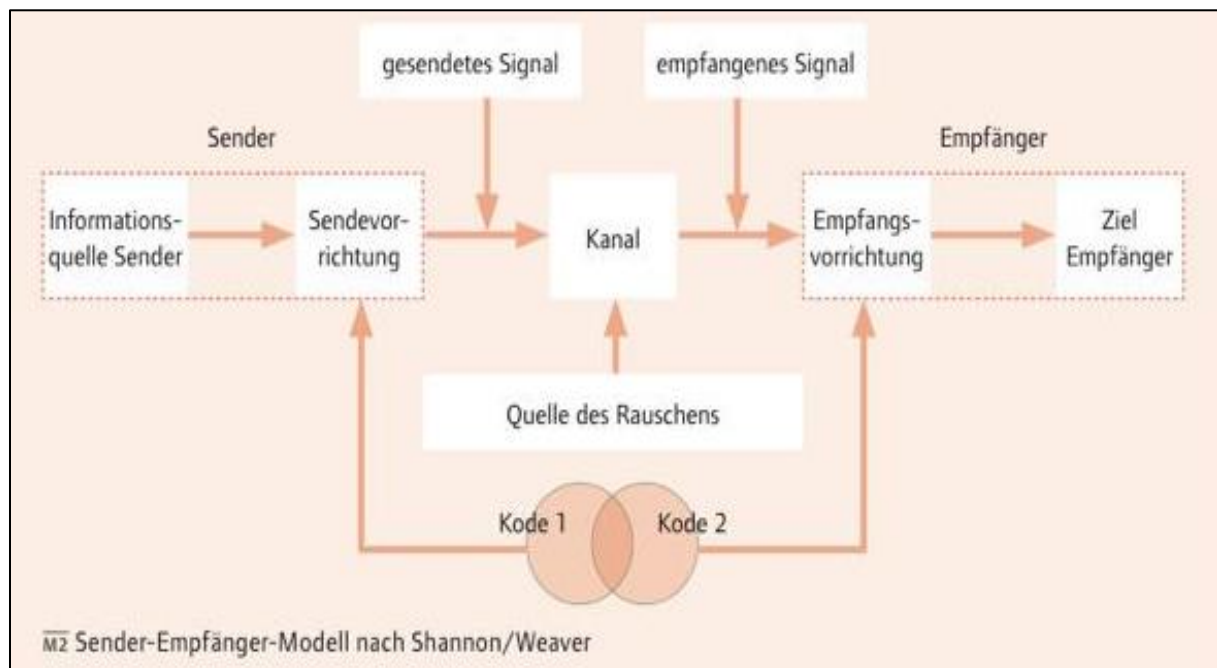 gesendetes Signal
empfangenes Signal
Sender
Empfänger
Informations-
quelle Sender
Sendevor-
richtung
Kanal
Empfangs-
vorrichtung
Ziel
Empfänger
Quelle des Rauschens
Kode 1
Kode 2
M2 Sender-Empfänger-Modell nach Shannon/Weaver